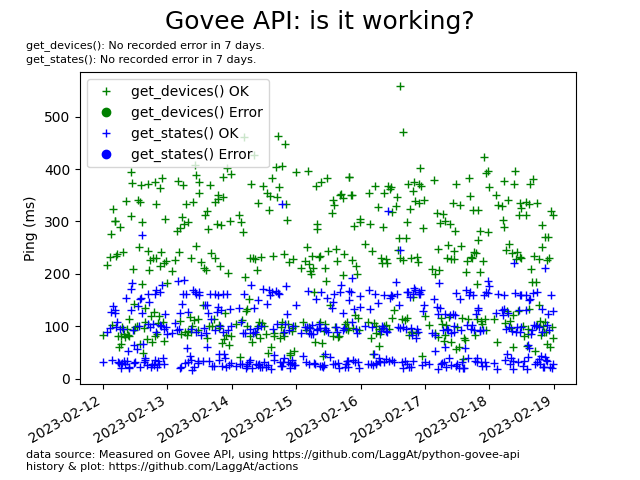 Govee API: is it working?
get_devices(): No recorded error in 7 days.
get_states(): No recorded error in 7 days.
get_devices() OK
get_devices() Error
get_states() OK
get_states() Error
Ping (ms)
500
400
300
200
100
0
2023-02-12
2023-02-13
2023-02-14
2023-02-15
2023-02-16
2023-02-17
2023-02-18
2023-02-19
data source: Measured on Govee API, using https://github.com/LaggAt/python-govee-api
history & plot: https://github.com/LaggAt/actions